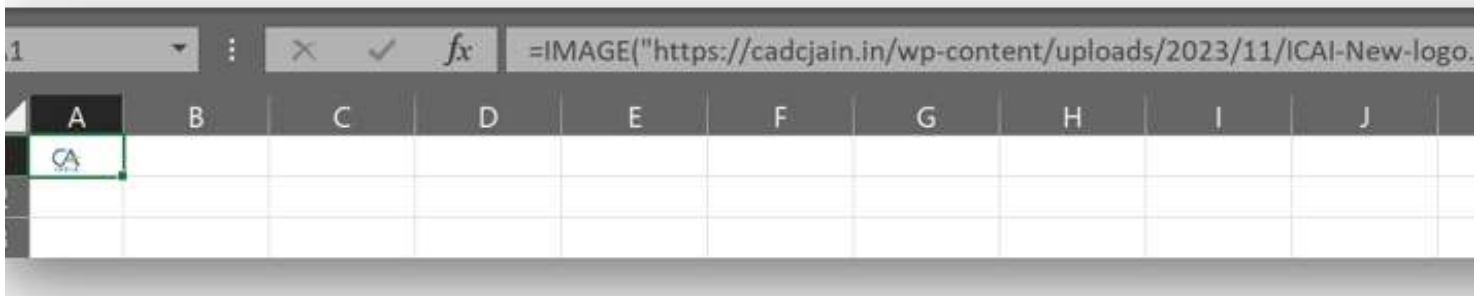 1 fx =IMAGE("https://cadcjain.in/wp-content/uploads/2023/11/ICAI-New-logo.
A B C D E F G H I J
CA